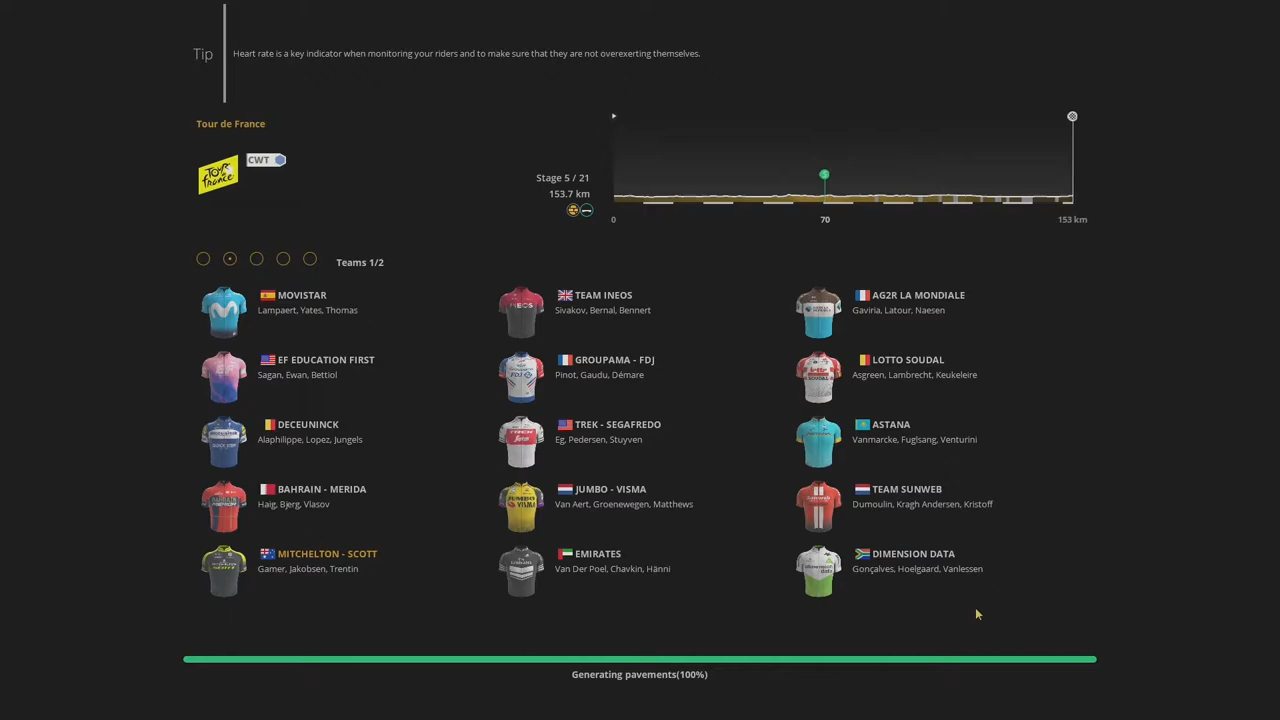 Tip
Heart rate is a key indicator when monitoring your riders and to make sure that they are not overexerting themselves.
Tour de France
TOUR
france
CWT
Stage 5 / 21
153.7 km
S
0
70
153 km
Teams 1/2
MOVISTAR
Lampaert, Yates, Thomas
TEAM INEOS
Sivakov, Bernal, Bennert
AG2R LA MONDIALE
Gaviria, Latour, Naesen
EF EDUCATION FIRST
Sagan, Ewan, Bettiol
GROUPAMA - FDJ
Pinot, Gaudu, Démare
LOTTO SOUDAL
Asgreen, Lambrecht, Keukeleire
DECEUNINCK
Alaphilippe, Lopez, Jungels
TREK - SEGAFREDO
Eg, Pedersen, Stuyven
ASTANA
Vanmarcke, Fuglsang, Venturini
BAHRAIN - MERIDA
Haig, Bjerg, Vlasov
JUMBO - VISMA
Van Aert, Groenewegen, Matthews
TEAM SUNWEB
Dumoulin, Kragh Andersen, Kristoff
MITCHELTON - SCOTT
Gamer, Jakobsen, Trentin
EMIRATES
Van Der Poel, Chavkin, Hänni
DIMENSION DATA
Gonçalves, Hoelgaard, Vanlessen
Generating pavements(100%)